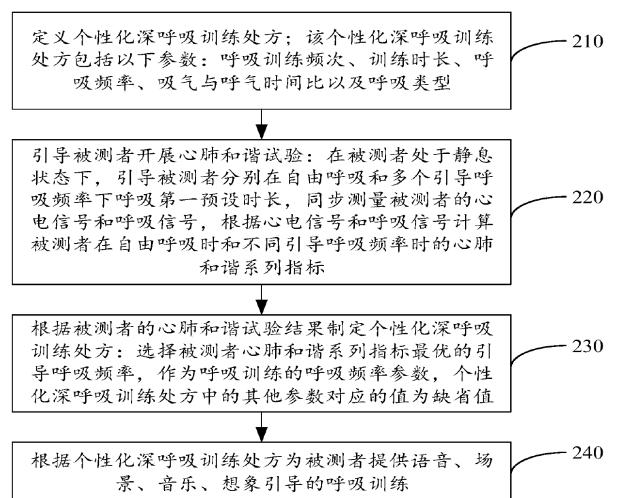 定义个性化深呼吸训练处方；该个性化深呼吸训练
处方包括以下参数：呼吸训练频次、训练时长、呼
吸频率、吸气与呼气时间比以及呼吸类型
210
引导被测者开展心肺和谐试验：在被测者处于静息
状态下，引导被测者分别在自由呼吸和多个引导呼
吸频率下呼吸第一预设时长，同步测量被测者的心
电信号和呼吸信号，根据心电信号和呼吸信号计算
被测者在自由呼吸时和不同引导呼吸频率时的心肺
和谐系列指标
220
根据被测者的心肺和谐试验结果制定个性化深呼吸
训练处方：选择被测者心肺和谐系列指标最优的引
导呼吸频率，作为呼吸训练的呼吸频率参数，个性
化深呼吸训练处方中的其他参数对应的值为缺省值
230
根据个性化深呼吸训练处方为被测者提供语音、场
景、音乐、想象引导的呼吸训练
240